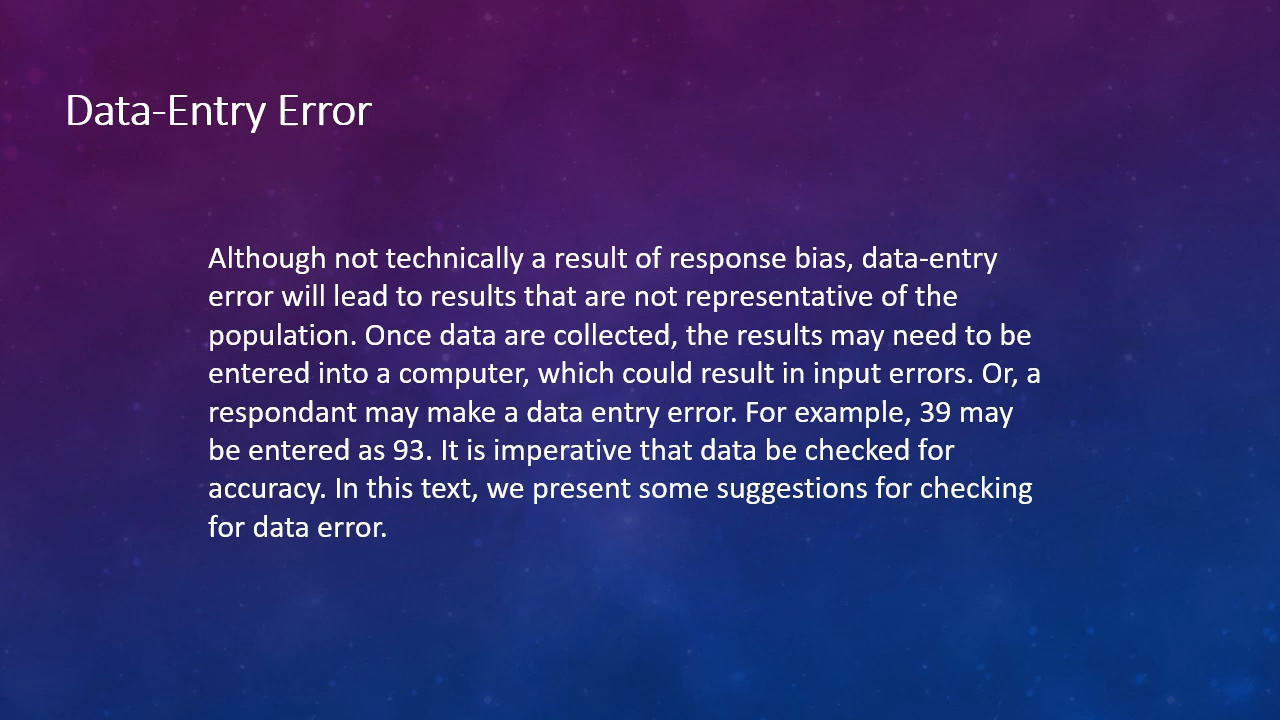 Data-Entry Error
Although not technically a result of response bias, data-entry
error will lead to results that are not representative of the
population. Once data are collected, the results may need to be
entered into a computer, which could result in input errors. Or, a
respondant may make a data entry error. For example, 39 may
be entered as 93. It is imperative that data be checked for
accuracy. In this text, we present some suggestions for checking
for data error.